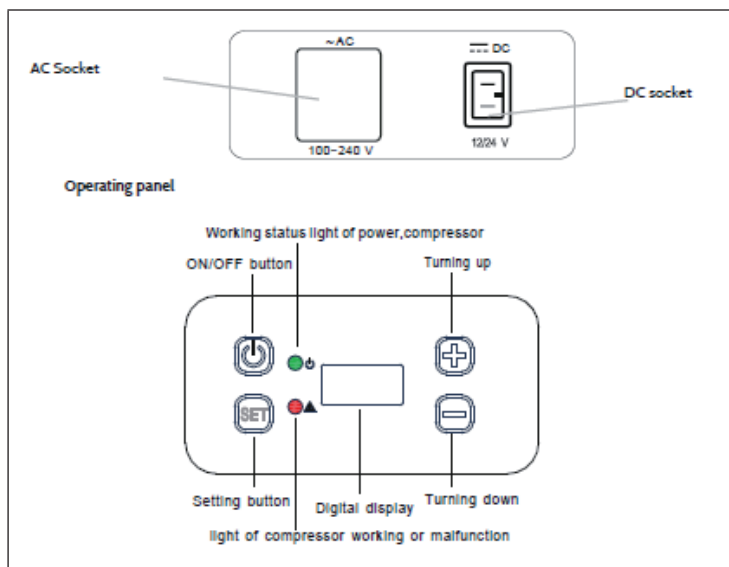 ~AC
DC
AC Socket
DC socket
100-240 V
12/24 V
Operating panel
Working status light of power,compressor
ON/OFF button
Turning up
SET
Setting button
Digital display
Turning down
light of compressor working or malfunction